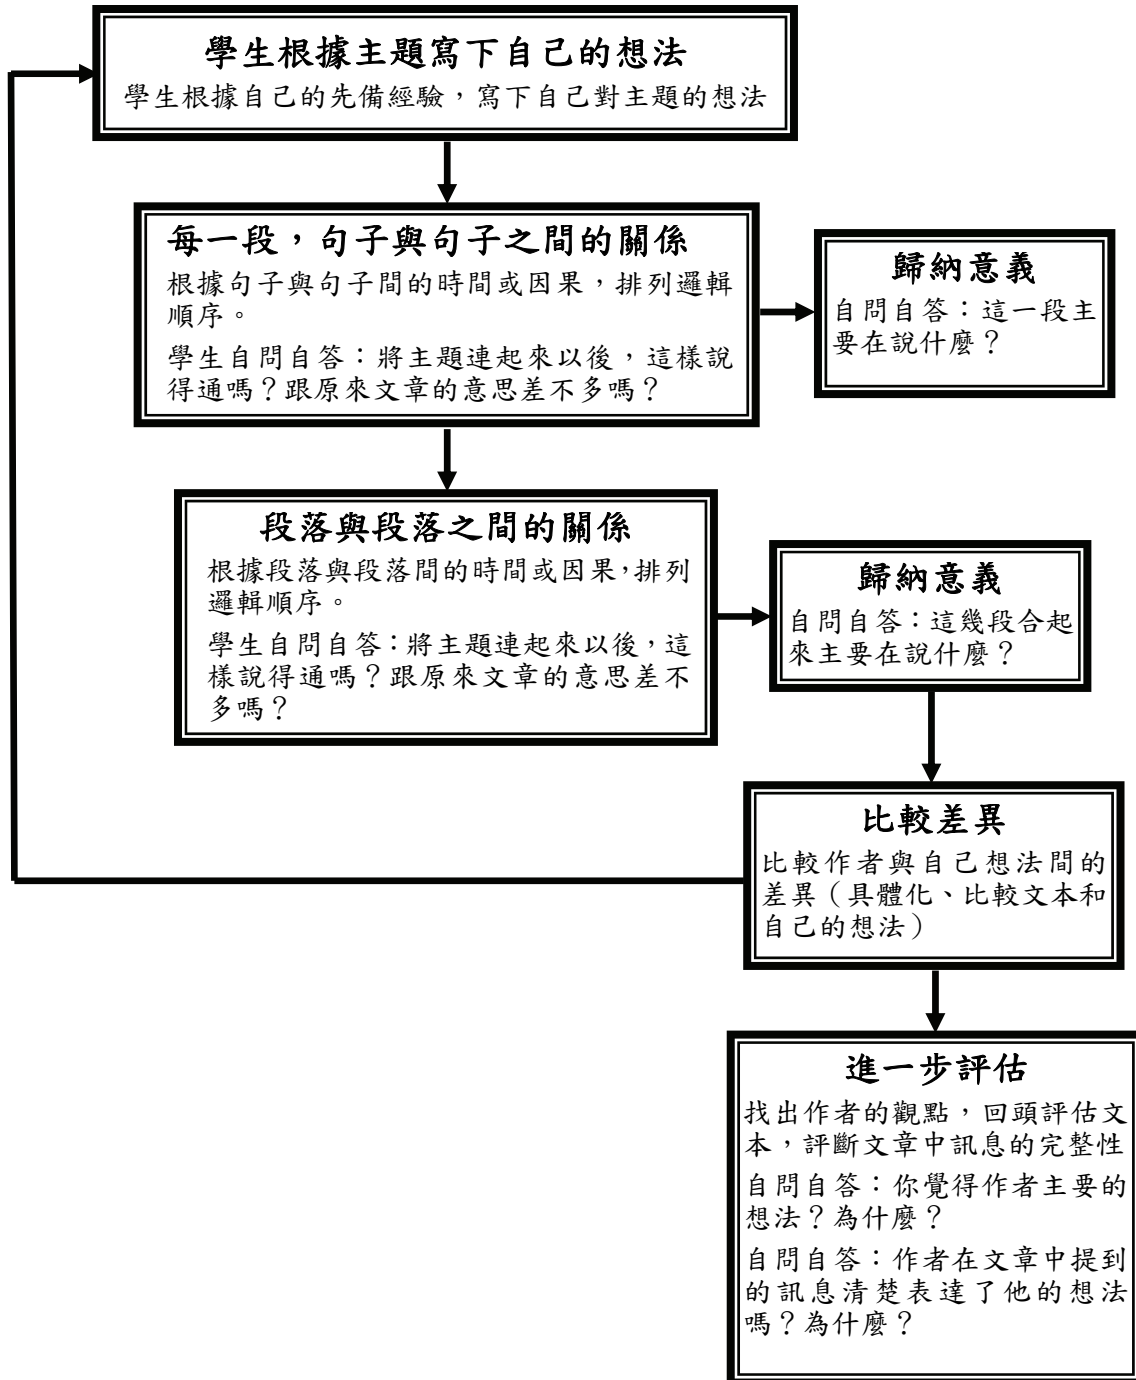 學生根據主題寫下自己的想法
學生根據自己的先備經驗，寫下自己對主題的想法
每一段，句子與句子之間的關係
根據句子與句子間的時間或因果，排列邏輯
順序。
學生自問自答：將主題連起來以後，這樣說
得通嗎？跟原來文章的意思差不多嗎？
歸納意義
自問自答：這一段主
要在說什麼？
段落與段落之間的關係
根據段落與段落間的時間或因果，排列
邏輯順序。
學生自問自答：將主題連起來以後，這
樣說得通嗎？跟原來文章的意思差不
多嗎？
歸納意義
自問自答：這幾段合起
來主要在說什麼？
比較差異
比較作者與自己想法間的
差異（具體化、比較文本和
自己的想法）
進一步評估
找出作者的觀點，回頭評估文
本，評斷文章中訊息的完整性
自問自答：你覺得作者主要的
想法？為什麼？
自問自答：作者在文章中提到
的訊息清楚表達了他的想法
嗎？為什麼？